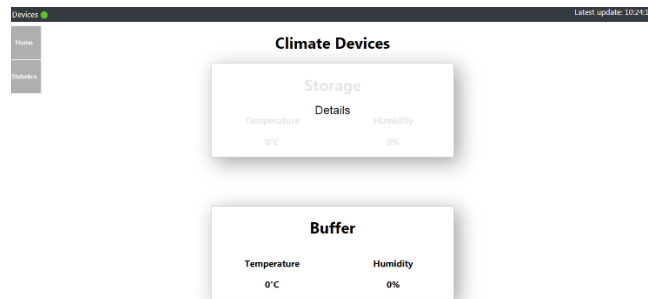 Devices
Latest update: 10:24:1
Home
Statistics
Climate Devices
Storage
Details
Temperature Humidity
0°C 0%
Buffer
Temperature Humidity
0°C 0%